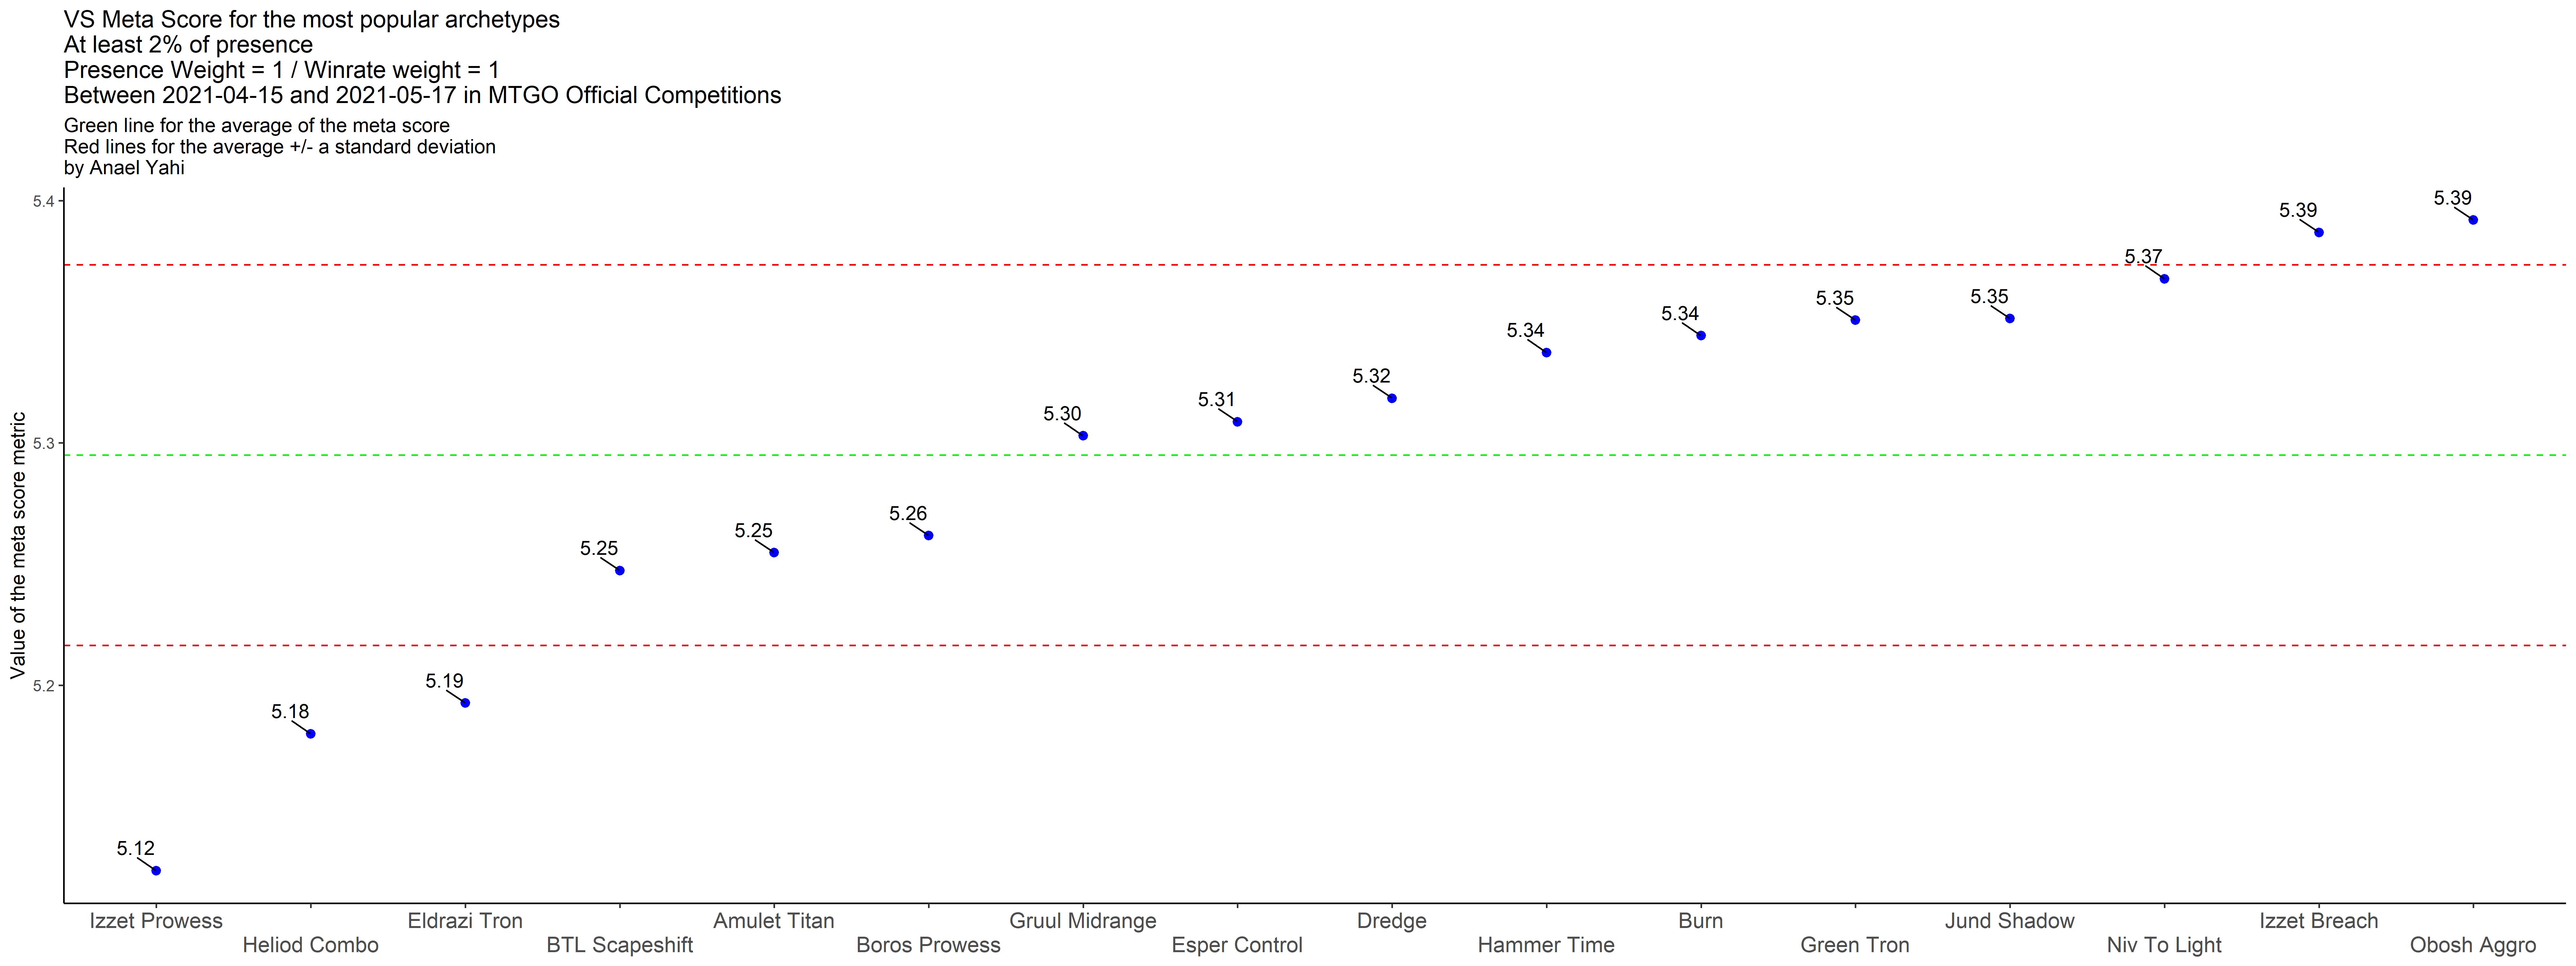 VS Meta Score for the most popular archetypes
At least 2% of presence
Presence Weight = 1 / Winrate weight = 1
Between 2021-04-15 and 2021-05-17 in MTGO Official Competitions
Green line for the average of the meta score
Red lines for the average +/- a standard deviation
by Anael Yahi
Value of the meta score metric
5.4
5.3
5.2
5.12
5.18
5.19
5.25
5.25
5.26
5.30
5.31
5.32
5.34
5.34
5.35
5.35
5.37
5.39
5.39
Izzet Prowess
Heliod Combo
Eldrazi Tron
BTL Scapeshift
Amulet Titan
Boros Prowess
Gruul Midrange
Esper Control
Dredge
Hammer Time
Burn
Green Tron
Jund Shadow
Niv To Light
Izzet Breach
Obosh Aggro